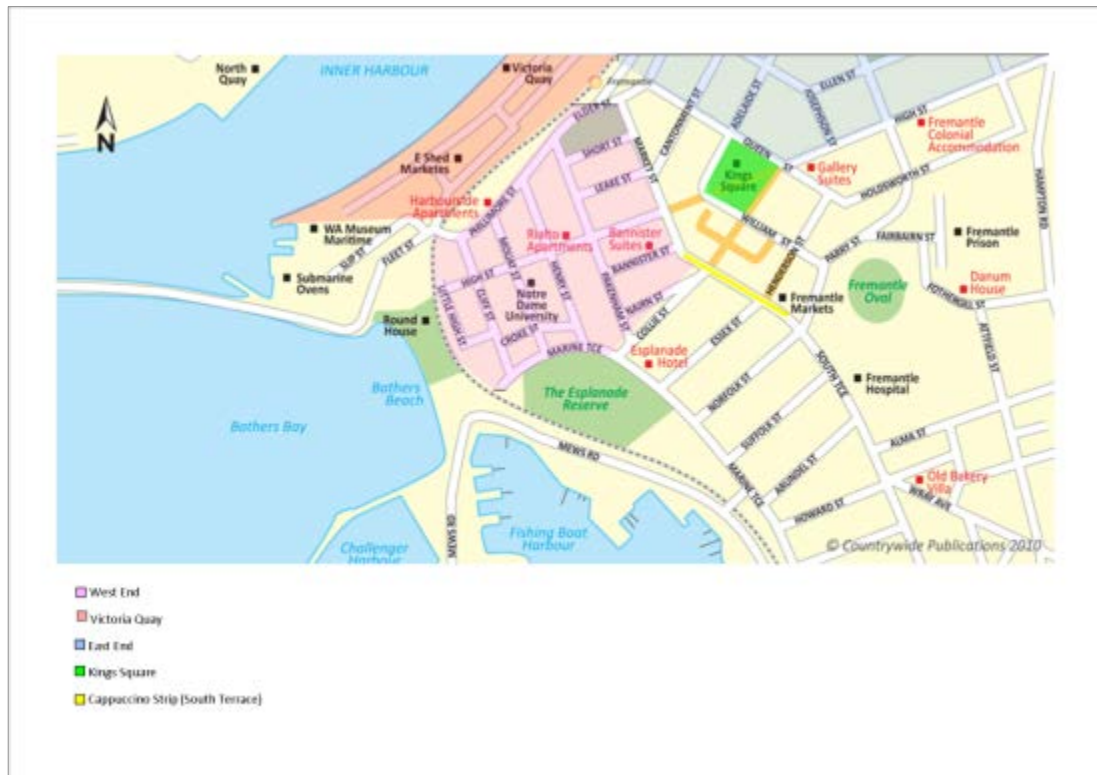 North
Quay
INNER HARBOUR
Victoria
Quay
Fremantle
N
E Shed
Marketes
Harbourside
Apartments
WA Museum
Maritime
SLIP ST
FLEET ST
Submarine
Ovens
Round
House
Bathers
Beach
Bathers Bay
Challenger
Harbour
Fishing Boat
Harbour
MEWS RD
MEWS RD
The Esplanade
Reserve
ELDER ST
SHORT ST
LEAKE ST
PHILLIMORE ST
MOUAT ST
HENRY ST
PAKENHAM ST
HIGH ST
CLIFF ST
LITTLE HIGH ST
CROKE ST
Notre
Dame
University
Rialto
Apartments
Bannister
Suites
BANNISTER ST
NAIRN ST
COLLIE ST
MARINE TCE
Esplanade
Hotel
ESSEX ST
NORFOLK ST
SUFFOLK ST
ARUNDEL ST
HOWARD ST
MARINE TCE
MARKET ST
CANTONMENT ST
ADELAIDE ST
QUEEN ST
JOSEPHSON ST
ELLEN ST
HIGH ST
Kings
Square
Gallery
Suites
Fremantle
Colonial
Accommodation
HOLDSWORTH ST
WILLIAM ST
HENDERSON ST
PARRY ST
FAIRBAIRN ST
Fremantle
Prison
HAMPTON RD
Fremantle
Oval
Danum
House
FOTHERGILL ST
ATTFIELD ST
Fremantle
Markets
SOUTH TCE
Fremantle
Hospital
ALMA ST
Old Bakery
Villa
WRAY AVE
© Countrywide Publications 2010
West End
Victoria Quay
East End
Kings Square
Cappuccino Strip (South Terrace)